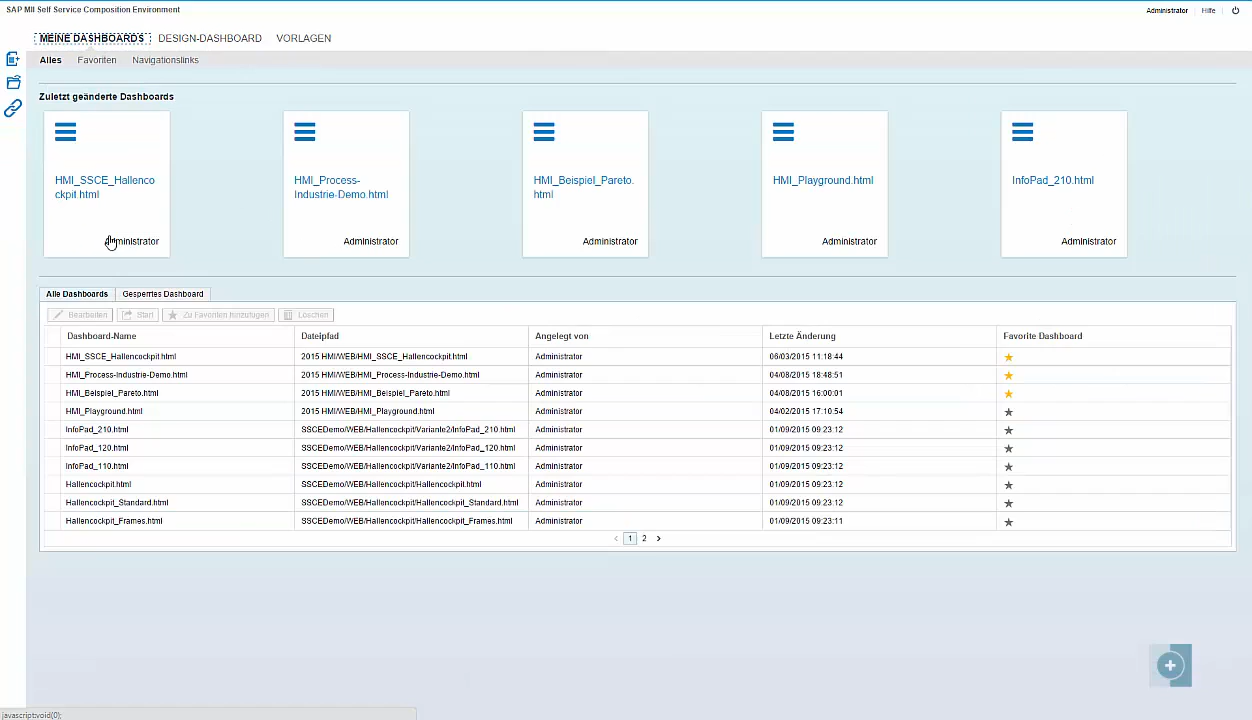 SAP MII Self Service Composition Environment
Administrator Hilfe
MEINE DASHBOARDS DESIGN-DASHBOARD VORLAGEN
Alles Favoriten Navigationslinks
Zuletzt geänderte Dashboards
HMI_SSCE_Hallenco
ckpit.html
Administrator
HMI_Process-
Industrie-Demo.html
Administrator
HMI_Beispiel_Pareto.
html
Administrator
HMI_Playground.html
Administrator
InfoPad_210.html
Administrator
Alle Dashboards Gesperrtes Dashboard
Bearbeiten Start Zu Favoriten hinzufügen Löschen
Dashboard-Name Dateipfad Angelegt von Letzte Änderung Favorite Dashboard
HMI_SSCE_Hallencockpit.html 2015 HMI/WEB/HMI_SSCE_Hallencockpit.html Administrator 06/03/2015 11:18:44
HMI_Process-Industrie-Demo.html 2015 HMI/WEB/HMI_Process-Industrie-Demo.html Administrator 04/08/2015 18:48:51
HMI_Beispiel_Pareto.html 2015 HMI/WEB/HMI_Beispiel_Pareto.html Administrator 04/08/2015 16:00:01
HMI_Playground.html 2015 HMI/WEB/HMI_Playground.html Administrator 04/02/2015 17:10:54
InfoPad_210.html SSCEDemo/WEB/Hallencockpit/Variante2/InfoPad_210.html Administrator 01/09/2015 09:23:12
InfoPad_120.html SSCEDemo/WEB/Hallencockpit/Variante2/InfoPad_120.html Administrator 01/09/2015 09:23:12
InfoPad_110.html SSCEDemo/WEB/Hallencockpit/Variante2/InfoPad_110.html Administrator 01/09/2015 09:23:12
Hallencockpit.html SSCEDemo/WEB/Hallencockpit/Hallencockpit.html Administrator 01/09/2015 09:23:12
Hallencockpit_Standard.html SSCEDemo/WEB/Hallencockpit/Hallencockpit_Standard.html Administrator 01/09/2015 09:23:12
Hallencockpit_Frames.html SSCEDemo/WEB/Hallencockpit/Hallencockpit_Frames.html Administrator 01/09/2015 09:23:11
1 2
javascript:void(0);